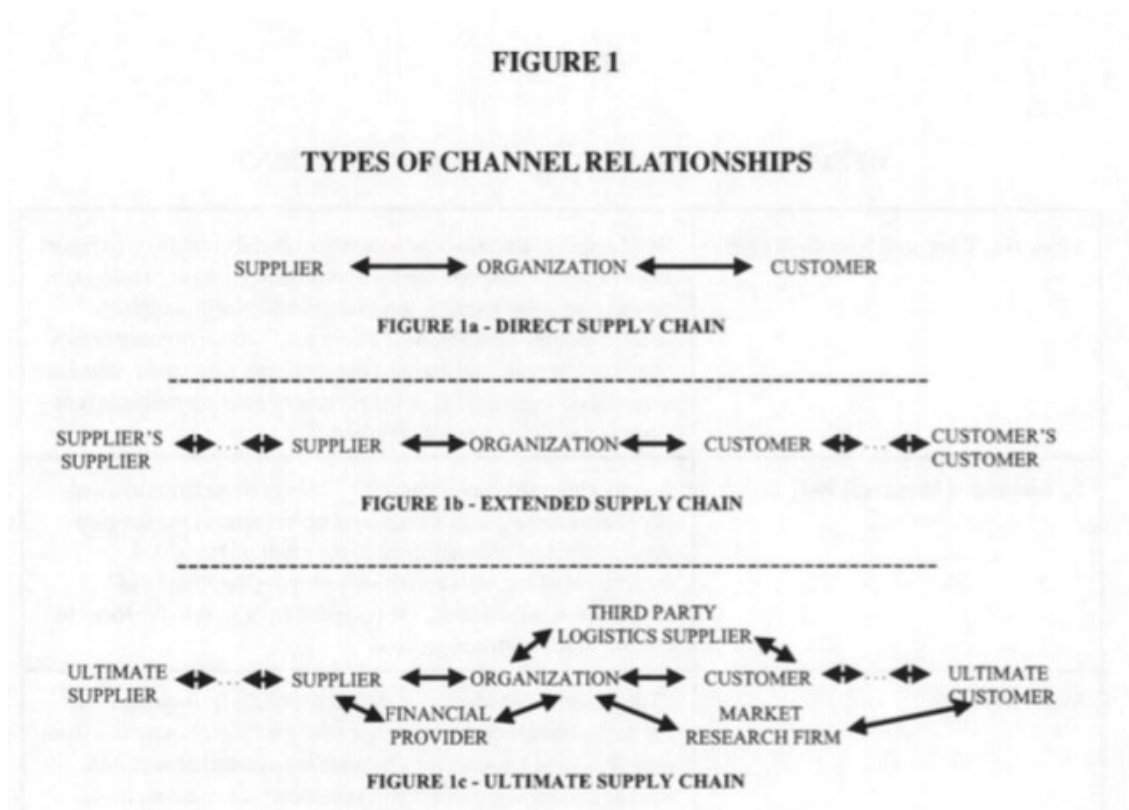 FIGURE 1
TYPES OF CHANNEL RELATIONSHIPS
SUPPLIER ORGANIZATION CUSTOMER
FIGURE 1a - DIRECT SUPPLY CHAIN
SUPPLIER'S SUPPLIER ... SUPPLIER ORGANIZATION CUSTOMER ... CUSTOMER'S CUSTOMER
FIGURE 1b - EXTENDED SUPPLY CHAIN
THIRD PARTY
LOGISTICS SUPPLIER
ULTIMATE SUPPLIER ... SUPPLIER ORGANIZATION CUSTOMER ... ULTIMATE CUSTOMER
FINANCIAL PROVIDER
MARKET RESEARCH FIRM
FIGURE 1c - ULTIMATE SUPPLY CHAIN